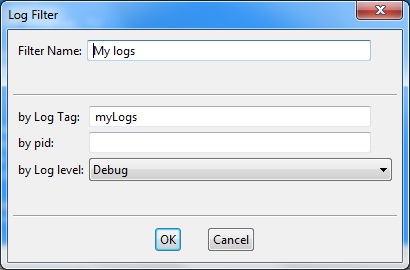 Log Filter
Filter Name: My logs
by Log Tag: myLogs
by pid:
by Log level: Debug
OK Cancel